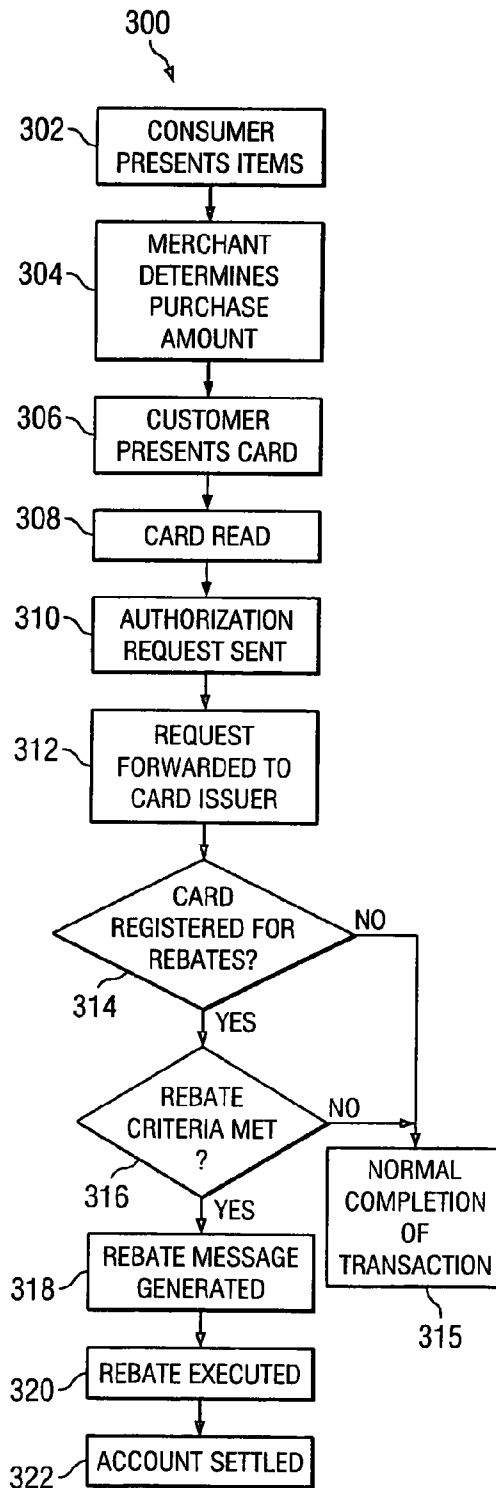 300
302
CONSUMER
PRESENTS ITEMS
304
MERCHANT
DETERMINES
PURCHASE
AMOUNT
306
CUSTOMER
PRESENTS CARD
308
CARD READ
310
AUTHORIZATION
REQUEST SENT
312
REQUEST
FORWARDED TO
CARD ISSUER
CARD
REGISTERED FOR
REBATES?
NO
314
YES
REBATE
CRITERIA MET
?
NO
316
YES
NORMAL
COMPLETION
OF
TRANSACTION
315
318
REBATE MESSAGE
GENERATED
320
REBATE EXECUTED
322
ACCOUNT SETTLED